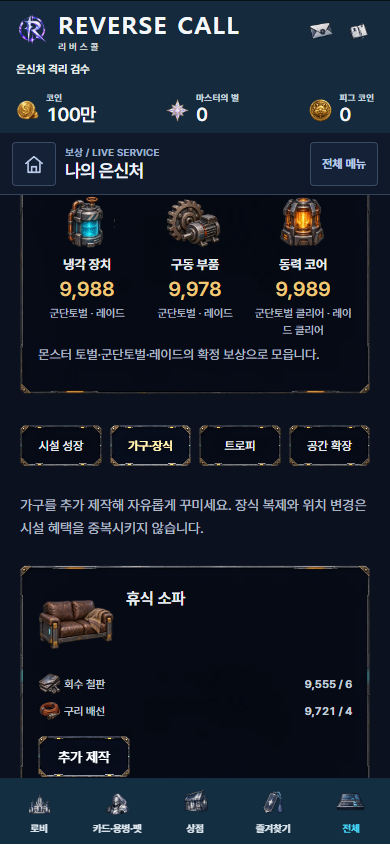 REVERSE CALL
리버스콜
은신처 격리 검수
코인
100만
마스터의 별
0
피그 코인
0
보상 / LIVE SERVICE
나의 은신처
전체 메뉴
냉각 장치
구동 부품
동력 코어
9,988
9,978
9,989
군단토벌 · 레이드
군단토벌 · 레이드
군단토벌 클리어 · 레이
드 클리어
몬스터 토벌·군단토벌·레이드의 확정 보상으로 모읍니다.
시설 성장
가구·장식
트로피
공간 확장
가구를 추가 제작해 자유롭게 꾸미세요. 장식 복제와 위치 변경은
시설 혜택을 중복시키지 않습니다.
휴식 소파
회수 철판
9,555 / 6
구리 배선
9,721 / 4
추가 제작
로비
카드·용병·펫
상점
즐겨찾기
전체